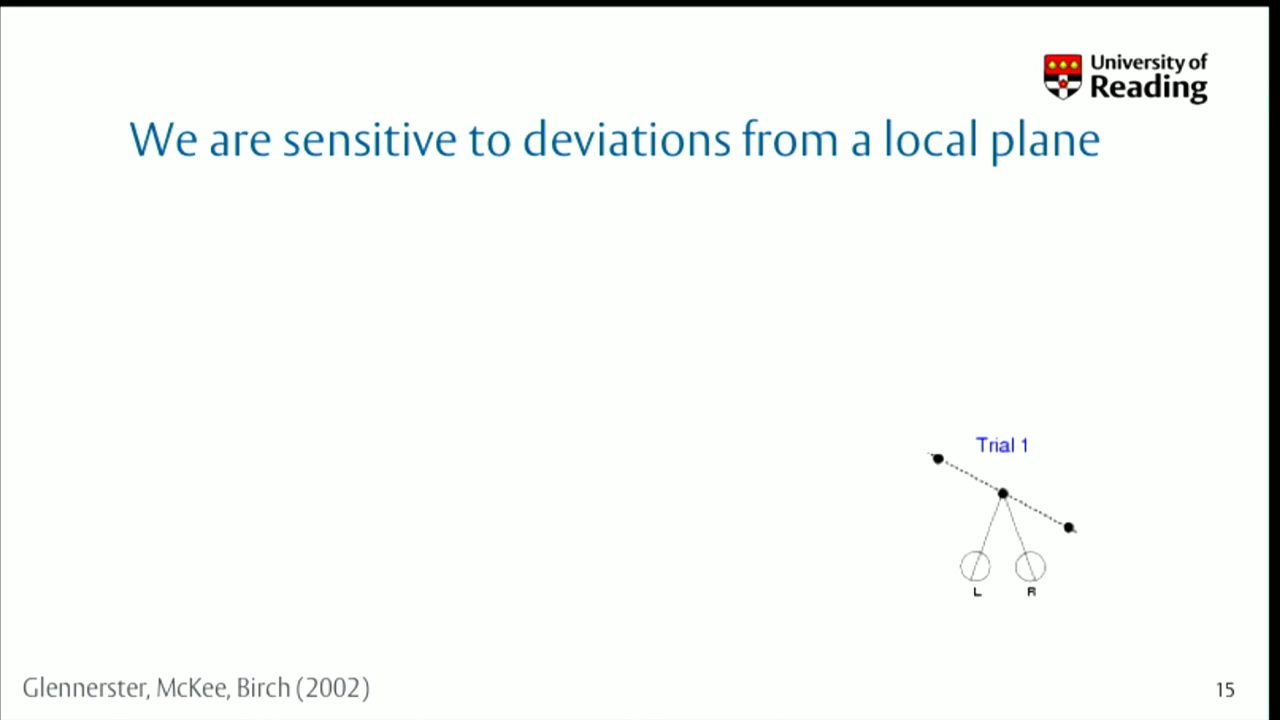 University of
Reading
We are sensitive to deviations from a local plane
Trial 1
L R
Glennerster, McKee, Birch (2002)
15